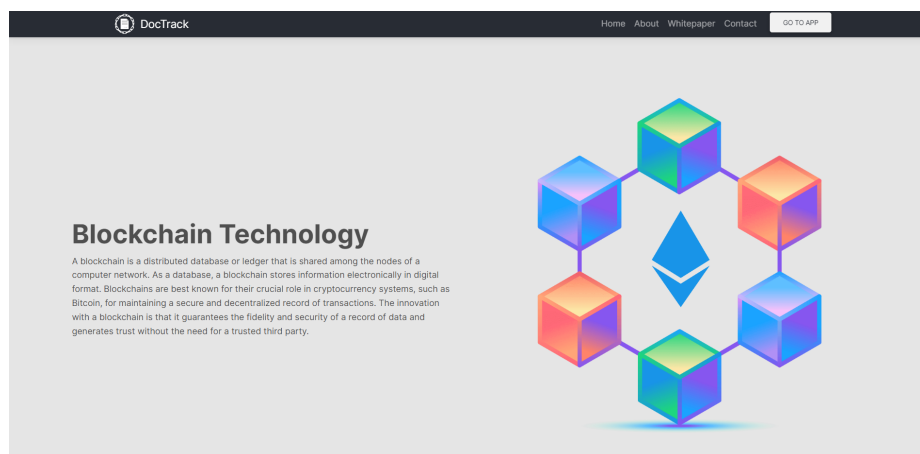 DocTrack
Home About Whitepaper Contact GO TO APP
Blockchain Technology
A blockchain is a distributed database or ledger that is shared among the nodes of a
computer network. As a database, a blockchain stores information electronically in digital
format. Blockchains are best known for their crucial role in cryptocurrency systems, such as
Bitcoin, for maintaining a secure and decentralized record of transactions. The innovation
with a blockchain is that it guarantees the fidelity and security of a record of data and
generates trust without the need for a trusted third party.